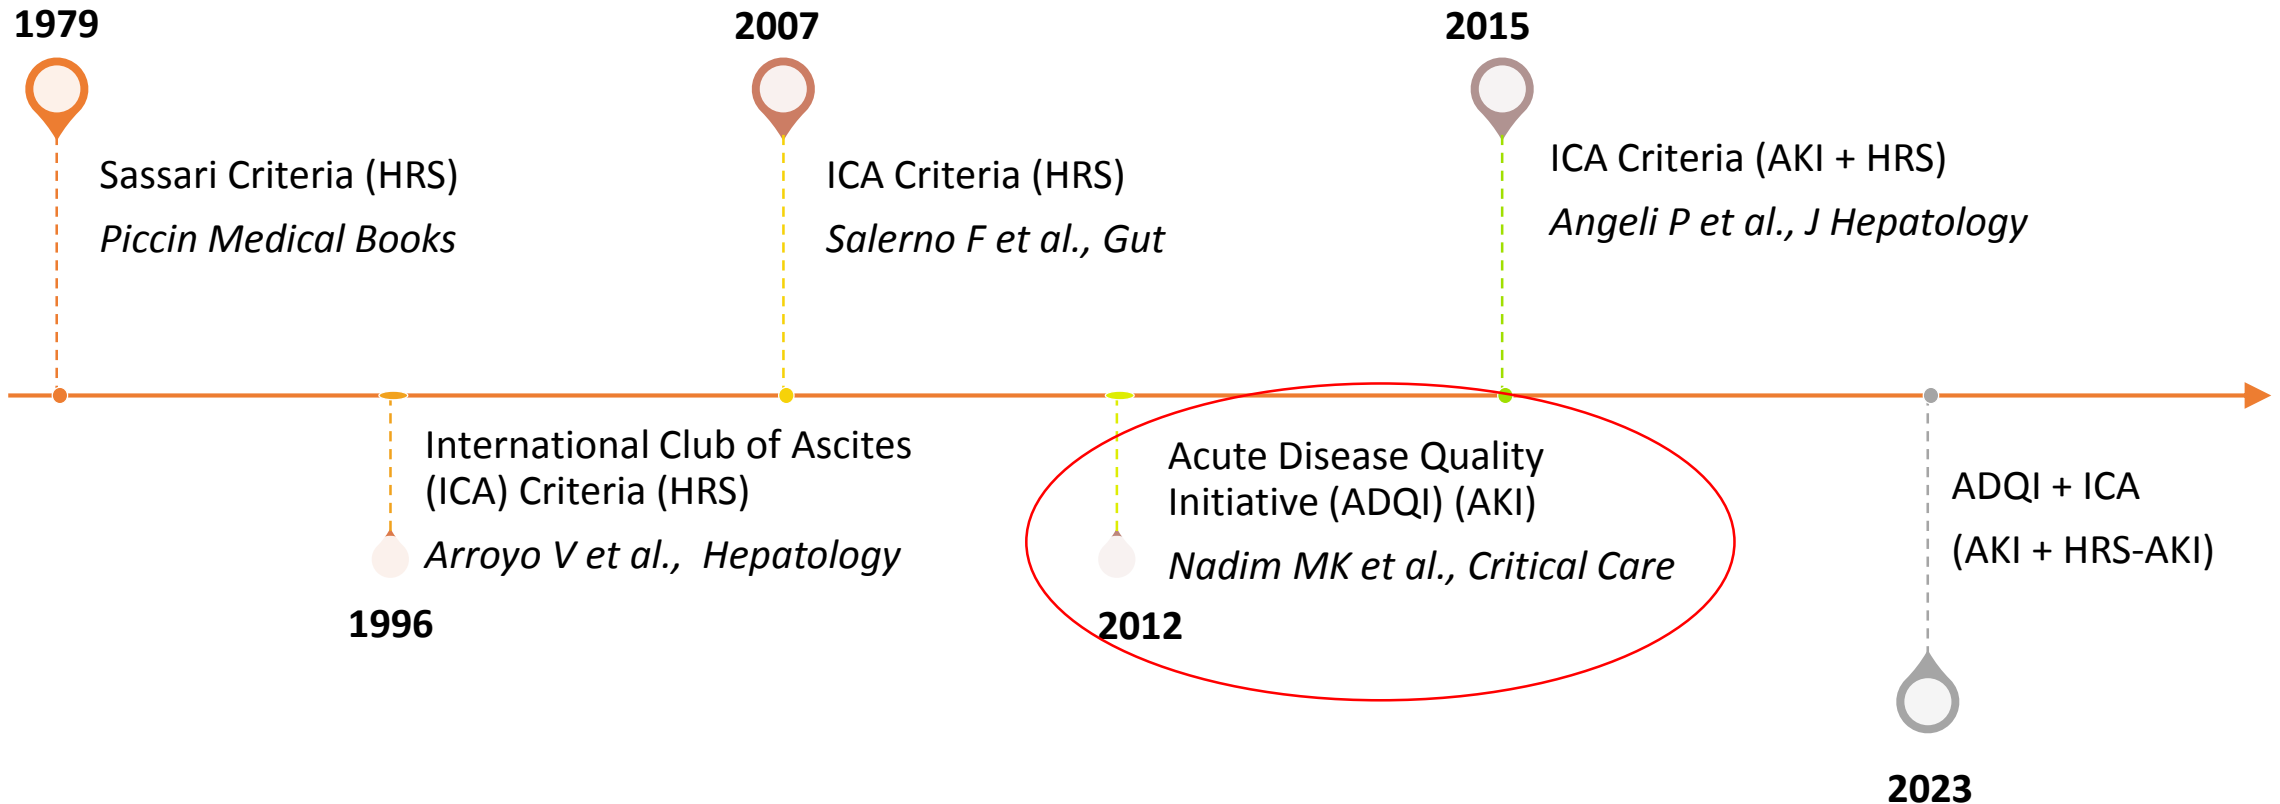 1979
Sassari Criteria (HRS)
Piccin Medical Books
International Club of Ascites
(ICA) Criteria (HRS)
Arroyo V et al., Hepatology
1996
2007
ICA Criteria (HRS)
Salerno F et al., Gut
Acute Disease Quality
Initiative (ADQI) (AKI)
Nadim MK et al., Critical Care
2012
2015
ICA Criteria (AKI + HRS)
Angeli P et al., J Hepatology
ADQI + ICA
(AKI + HRS-AKI)
2023